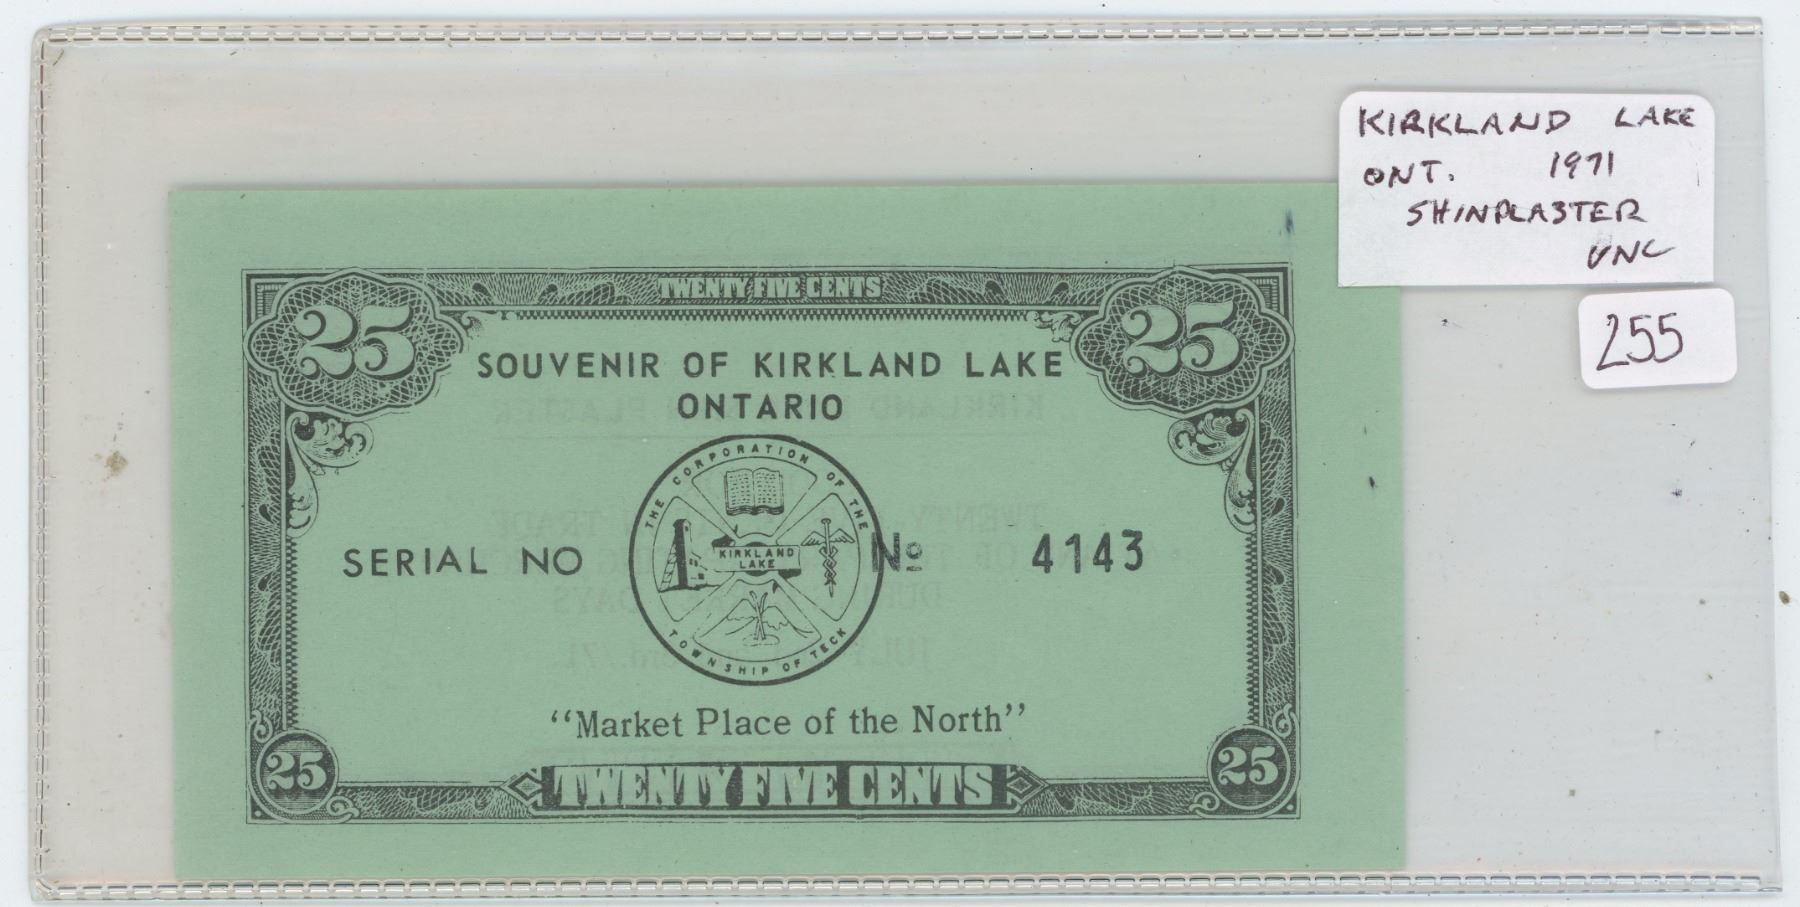 KIRKLAND LAKE
ONT. 1971
SHINPLASTER
UNC
255
TWENTY FIVE CENTS
25 25
SOUVENIR OF KIRKLAND LAKE
ONTARIO
THE CORPORATION OF THE
KIRKLAND
LAKE
TOWNSHIP OF TECK
SERIAL NO No 4143
“Market Place of the North”
25 25
TWENTY FIVE CENTS